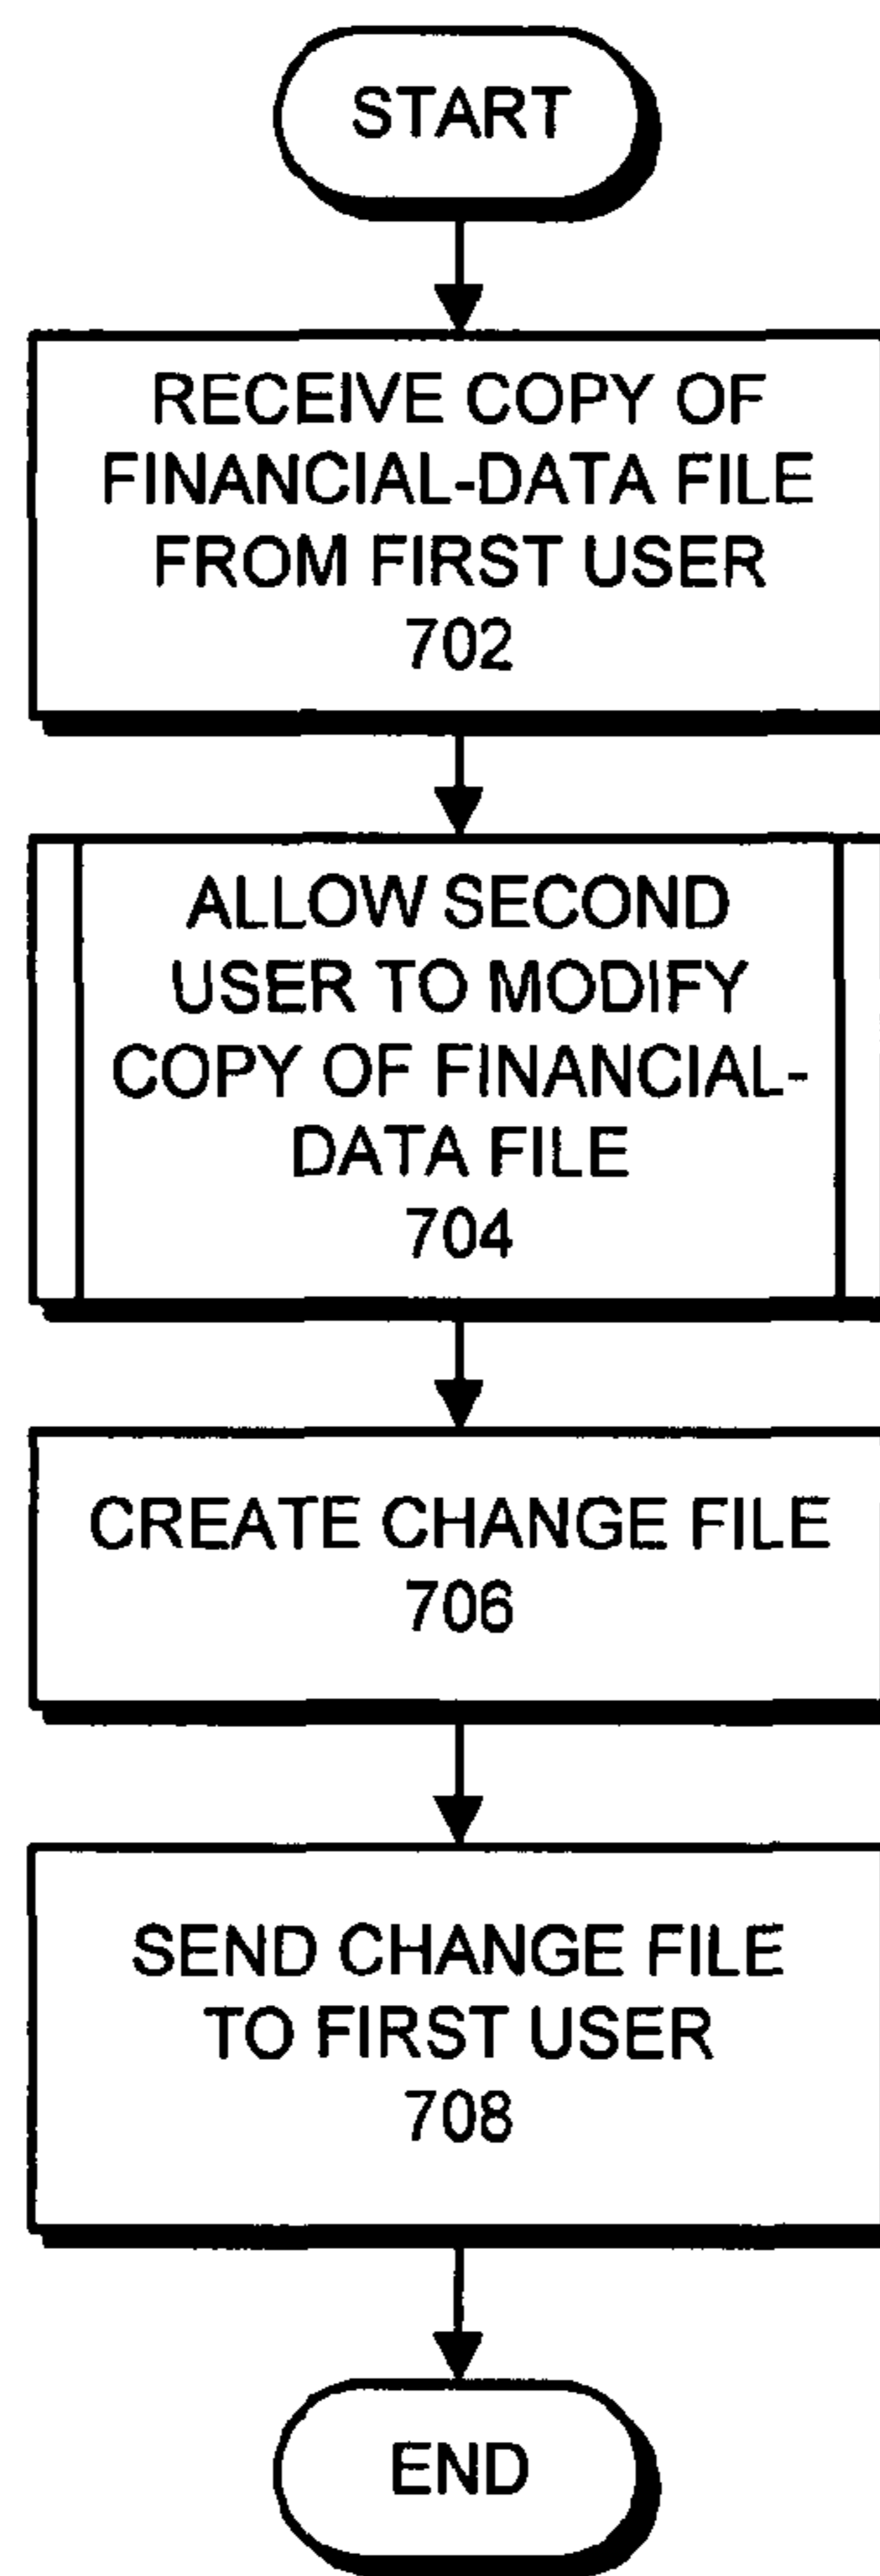 START
RECEIVE COPY OF
FINANCIAL-DATA FILE
FROM FIRST USER
702
ALLOW SECOND
USER TO MODIFY
COPY OF FINANCIAL-
DATA FILE
704
CREATE CHANGE FILE
706
SEND CHANGE FILE
TO FIRST USER
708
END